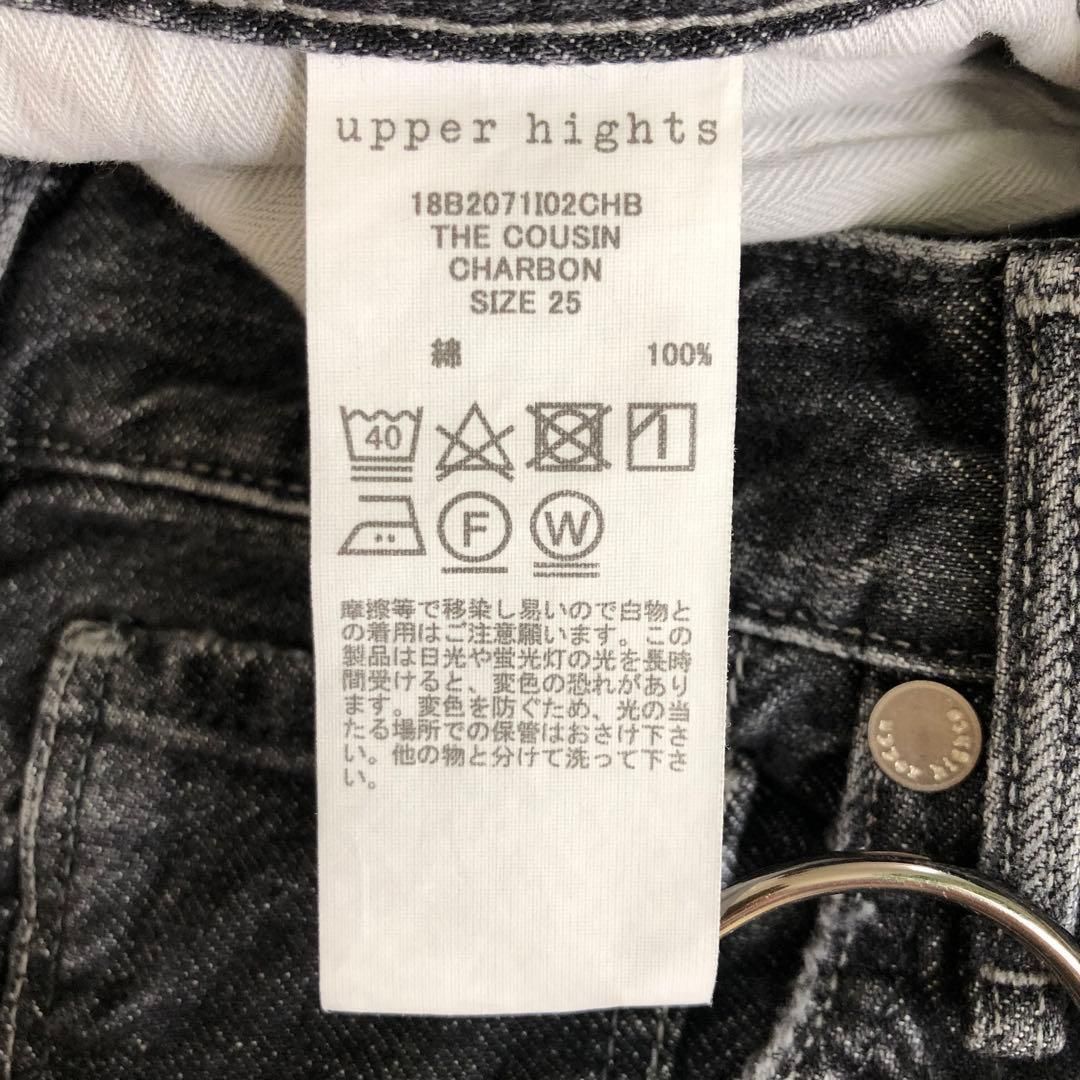 upper hights
18B2071I02CHB
THE COUSIN
CHARBON
SIZE 25
綿 100%
40
F W
摩擦等で移染し易いので白物と
の着用はご注意願います。この
製品は日光や蛍光灯の光を長時
間受けると、変色の恐れがあり
ます。変色を防ぐため、光の当
たる場所での保管はおさけ下さ
い。他の物と分けて洗って下さ
い。